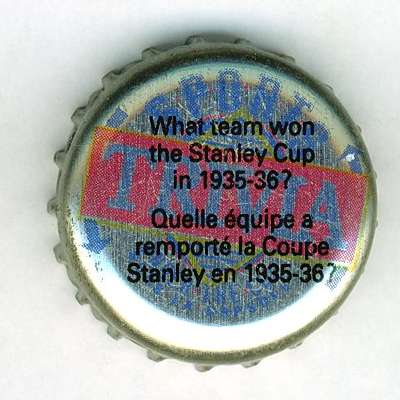 SPORTS
TRIVIA
What team won
the Stanley Cup
in 1935-36?
Quelle équipe a
remporté la Coupe
Stanley en 1935-36?